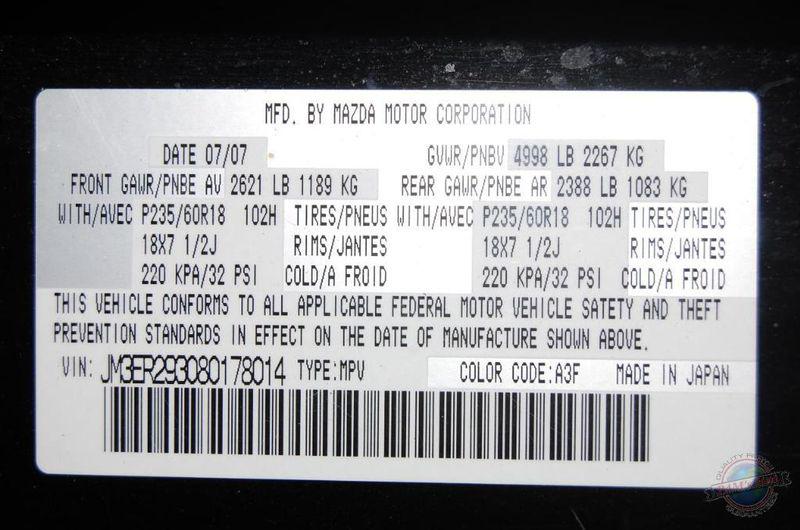 MFD. BY MAZDA MOTOR CORPORATION
DATE 07/07 GVWR/PNBV 4998 LB 2267 KG
FRONT GAWR/PNBE AV 2621 LB 1189 KG REAR GAWR/PNBE AR 2388 LB 1083 KG
WITH/AVEC P235/60R18 102H TIRES/PNEUS WITH/AVEC P235/60R18 102H TIRES/PNEUS
18X7 1/2J RIMS/JANTES 18X7 1/2J RIMS/JANTES
220 KPA/32 PSI COLD/A FROID 220 KPA/32 PSI COLD/A FROID
THIS VEHICLE CONFORMS TO ALL APPLICABLE FEDERAL MOTOR VEHICLE SAFETY AND THEFT
PREVENTION STANDARDS IN EFFECT ON THE DATE OF MANUFACTURE SHOWN ABOVE.
VIN: JM3ER293080178014 TYPE:MPV COLOR CODE:A3F MADE IN JAPAN
QUALITY PARTS